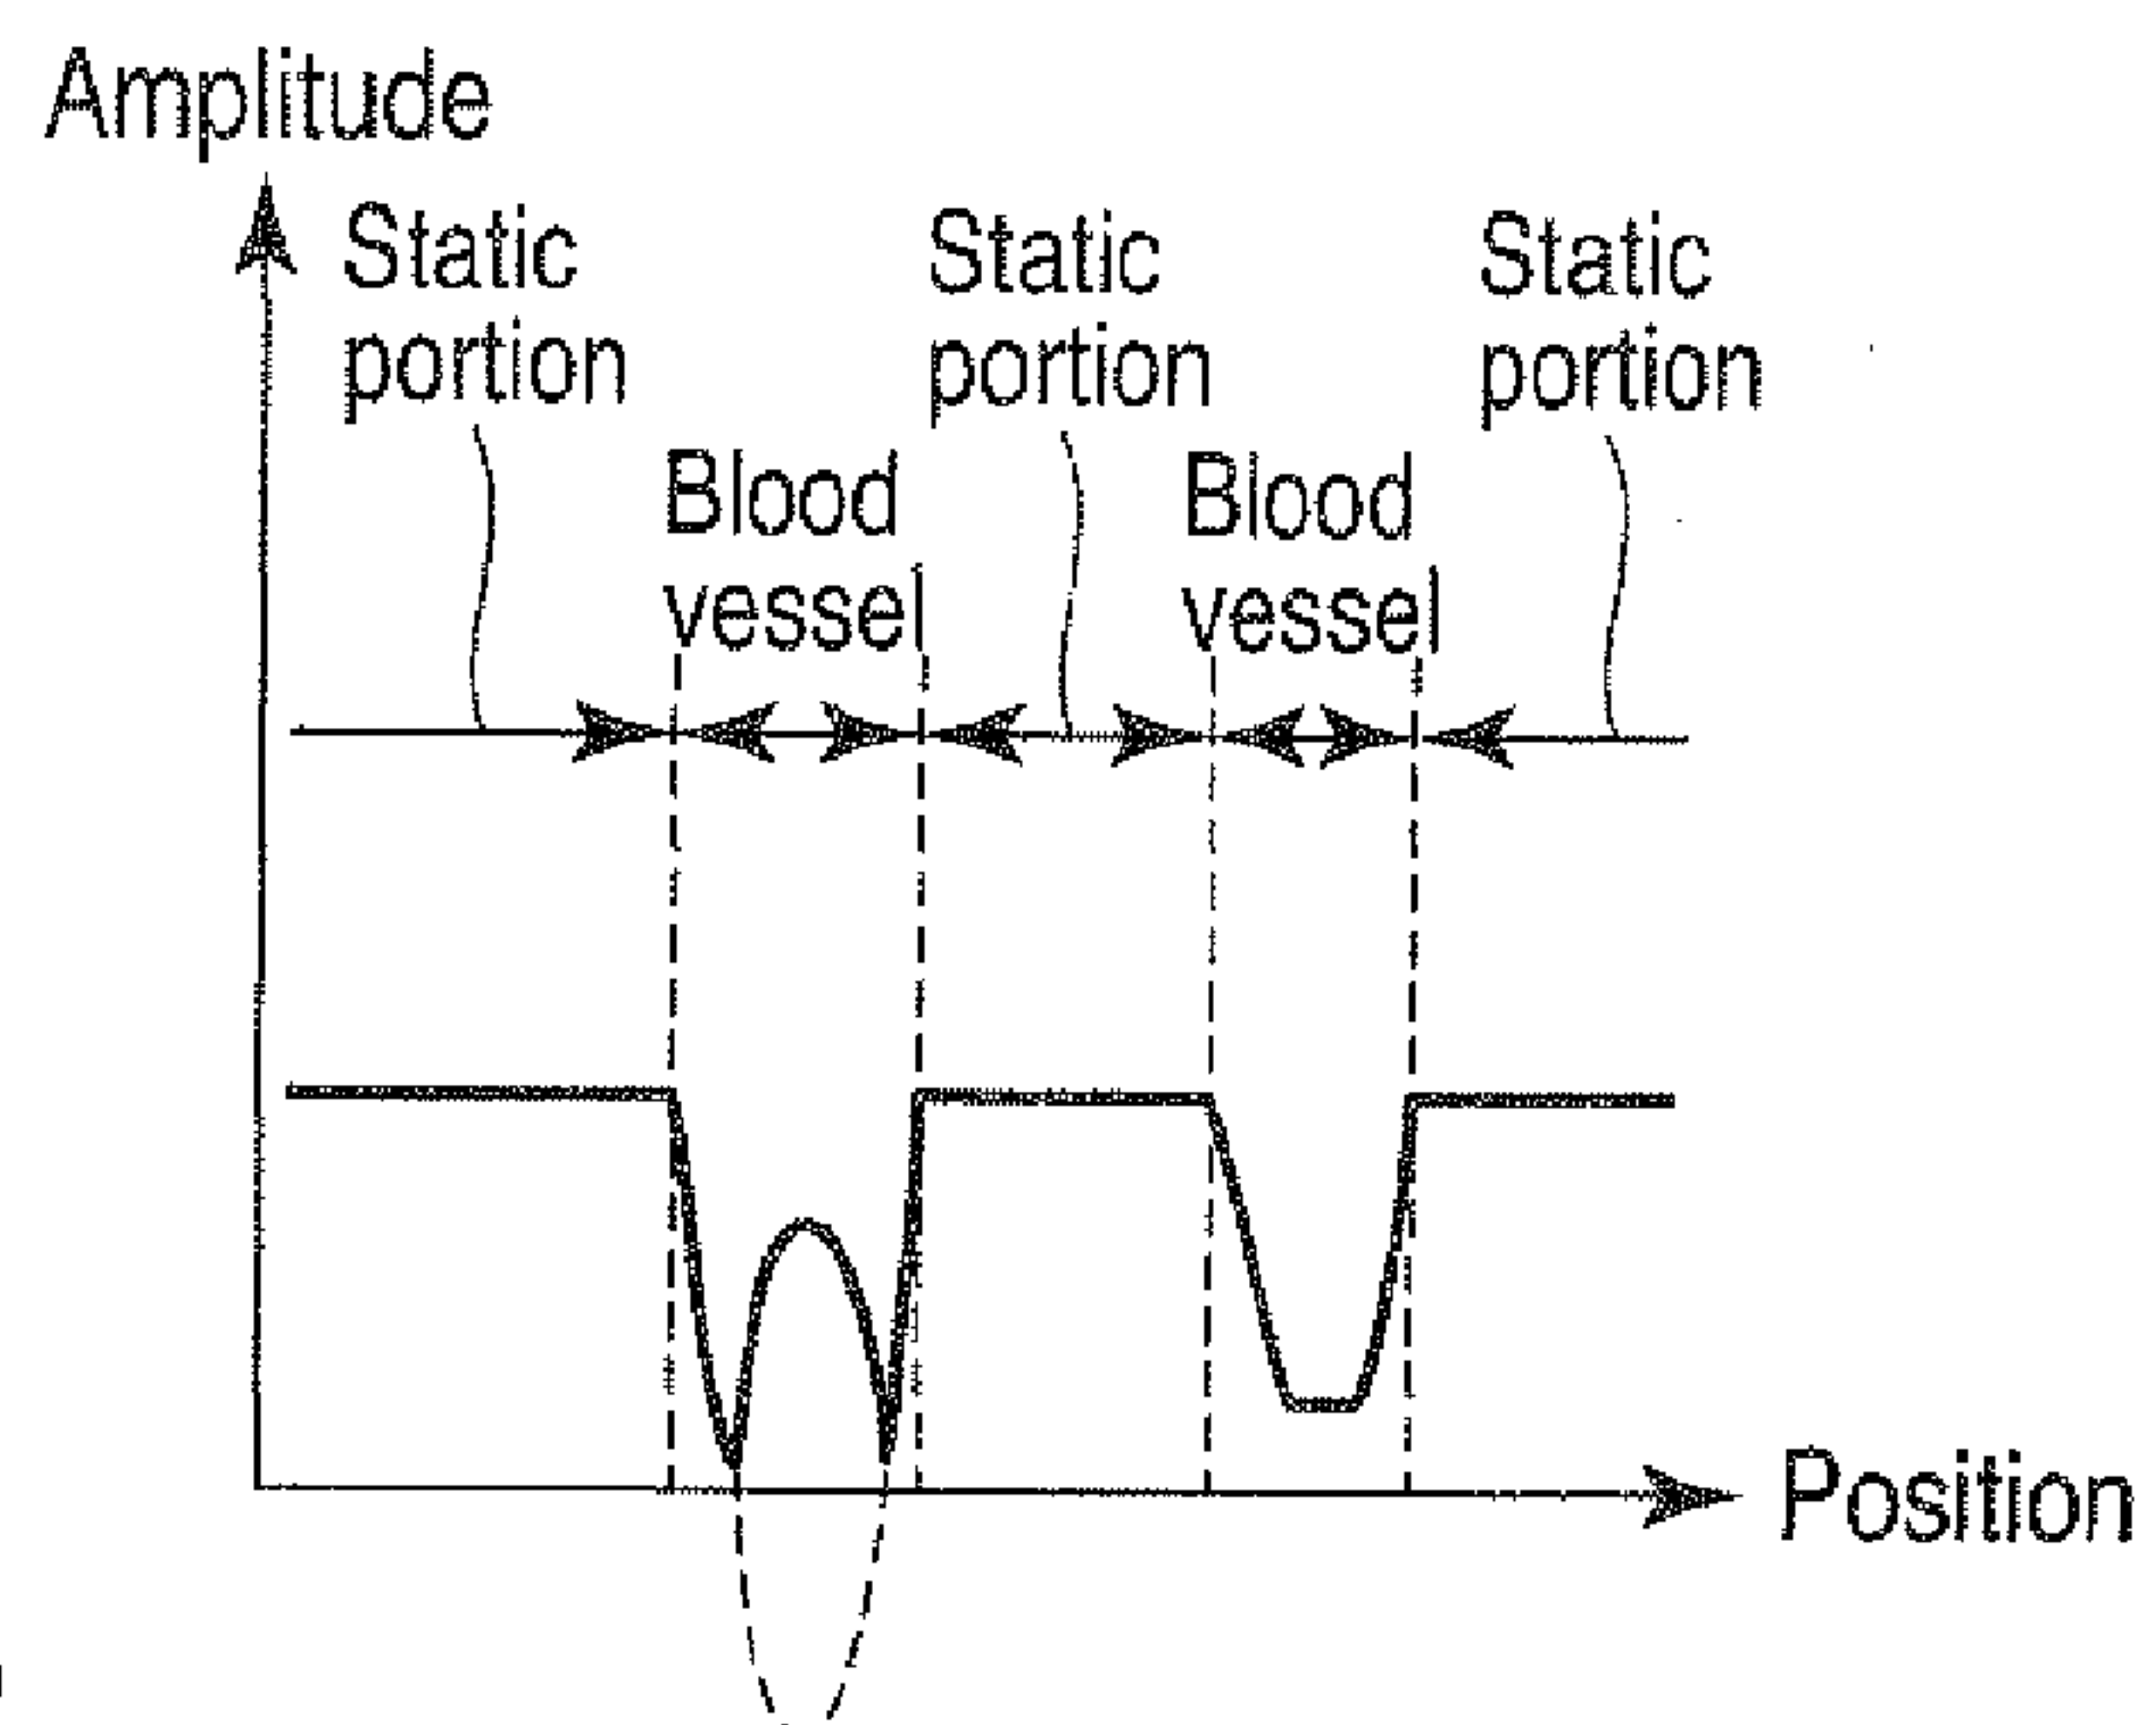 Amplitude
Static
portion
Static
portion
Static
portion
Blood
vessel
Blood
vessel
Position